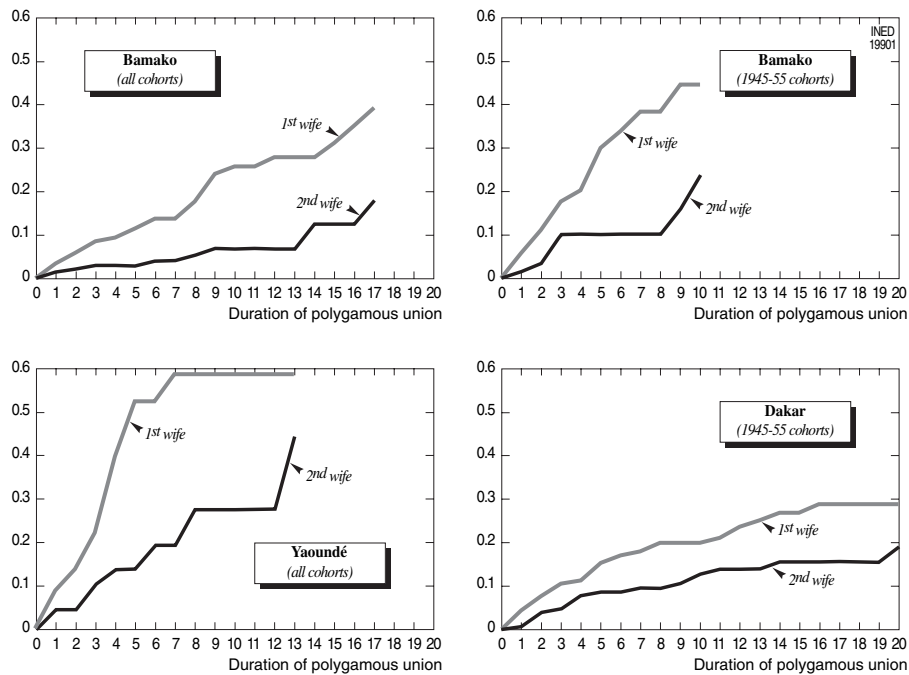 0.6
0.5
0.4
0.3
0.2
0.1
0
Bamako
(all cohorts)
1st wife
2nd wife
0 1 2 3 4 5 6 7 8 9 10 11 12 13 14 15 16 17 18 19 20
Duration of polygamous union
0.6
0.5
0.4
0.3
0.2
0.1
0
INED
19901
Bamako
(1945-55 cohorts)
1st wife
2nd wife
0 1 2 3 4 5 6 7 8 9 10 11 12 13 14 15 16 17 18 19 20
Duration of polygamous union
0.6
0.5
0.4
0.3
0.2
0.1
0
1st wife
2nd wife
Yaoundé
(all cohorts)
0 1 2 3 4 5 6 7 8 9 10 11 12 13 14 15 16 17 18 19 20
Duration of polygamous union
0.6
0.5
0.4
0.3
0.2
0.1
0
Dakar
(1945-55 cohorts)
1st wife
2nd wife
0 1 2 3 4 5 6 7 8 9 10 11 12 13 14 15 16 17 18 19 20
Duration of polygamous union